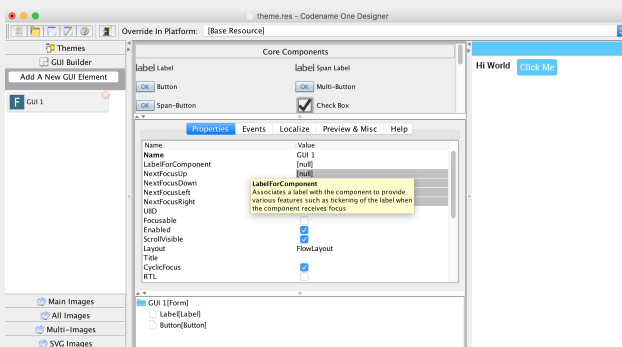 theme.res - Codename One Designer
Override In Platform: [Base Resource]
Themes
GUI Builder
Add A New GUI Element
F GUI 1
Main Images
All Images
Multi-Images
SVG Images
Core Components
label Label
label Span Label
OK Button
OK Multi-Button
OK Span-Button
Check Box
Properties Events Localize Preview & Misc Help
Name Value
Name GUI 1
LabelForComponent [null]
NextFocusUp [null]
NextFocusDown
NextFocusLeft
NextFocusRight
UIID
Focusable
Enabled
ScrollVisible
Layout FlowLayout
Title
CyclicFocus
RTL
LabelForComponent
Associates a label with the component to provide
various features such as tickering of the label when
the component receives focus
GUI 1[Form]
Label[Label]
Button[Button]
Hi World Click Me